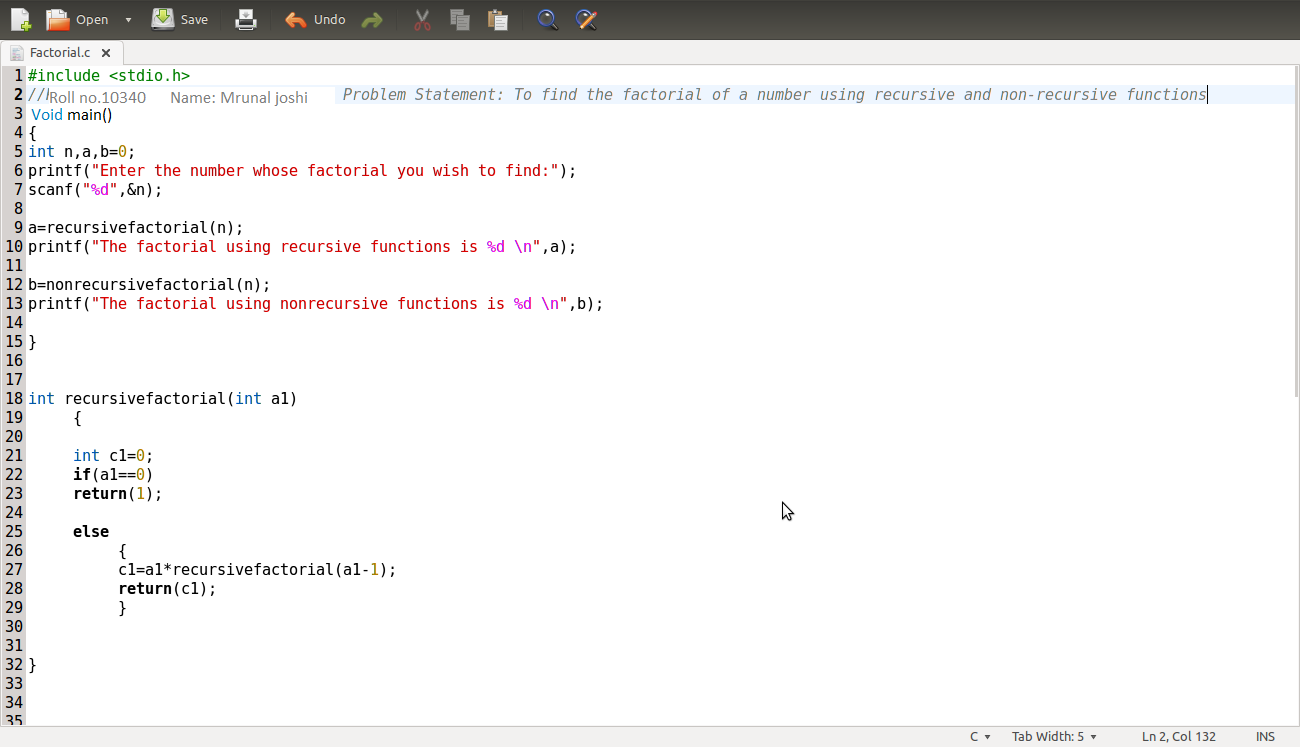 Open Save Undo
Factorial.c
1 #include <stdio.h>
2 // Roll no.10340 Name: Mrunal joshi Problem Statement: To find the factorial of a number using recursive and non-recursive functions
3 Void main()
4 {
5 int n,a,b=0;
6 printf("Enter the number whose factorial you wish to find:");
7 scanf("%d",&n);
8
9 a=recursivefactorial(n);
10 printf("The factorial using recursive functions is %d \n",a);
11
12 b=nonrecursivefactorial(n);
13 printf("The factorial using nonrecursive functions is %d \n",b);
14
15 }
16
17
18 int recursivefactorial(int a1)
19 {
20
21 int c1=0;
22 if(a1==0)
23 return(1);
24
25 else
26 {
27 c1=a1*recursivefactorial(a1-1);
28 return(c1);
29 }
30
31
32 }
33
34
35
C Tab Width: 5 Ln 2, Col 132 INS